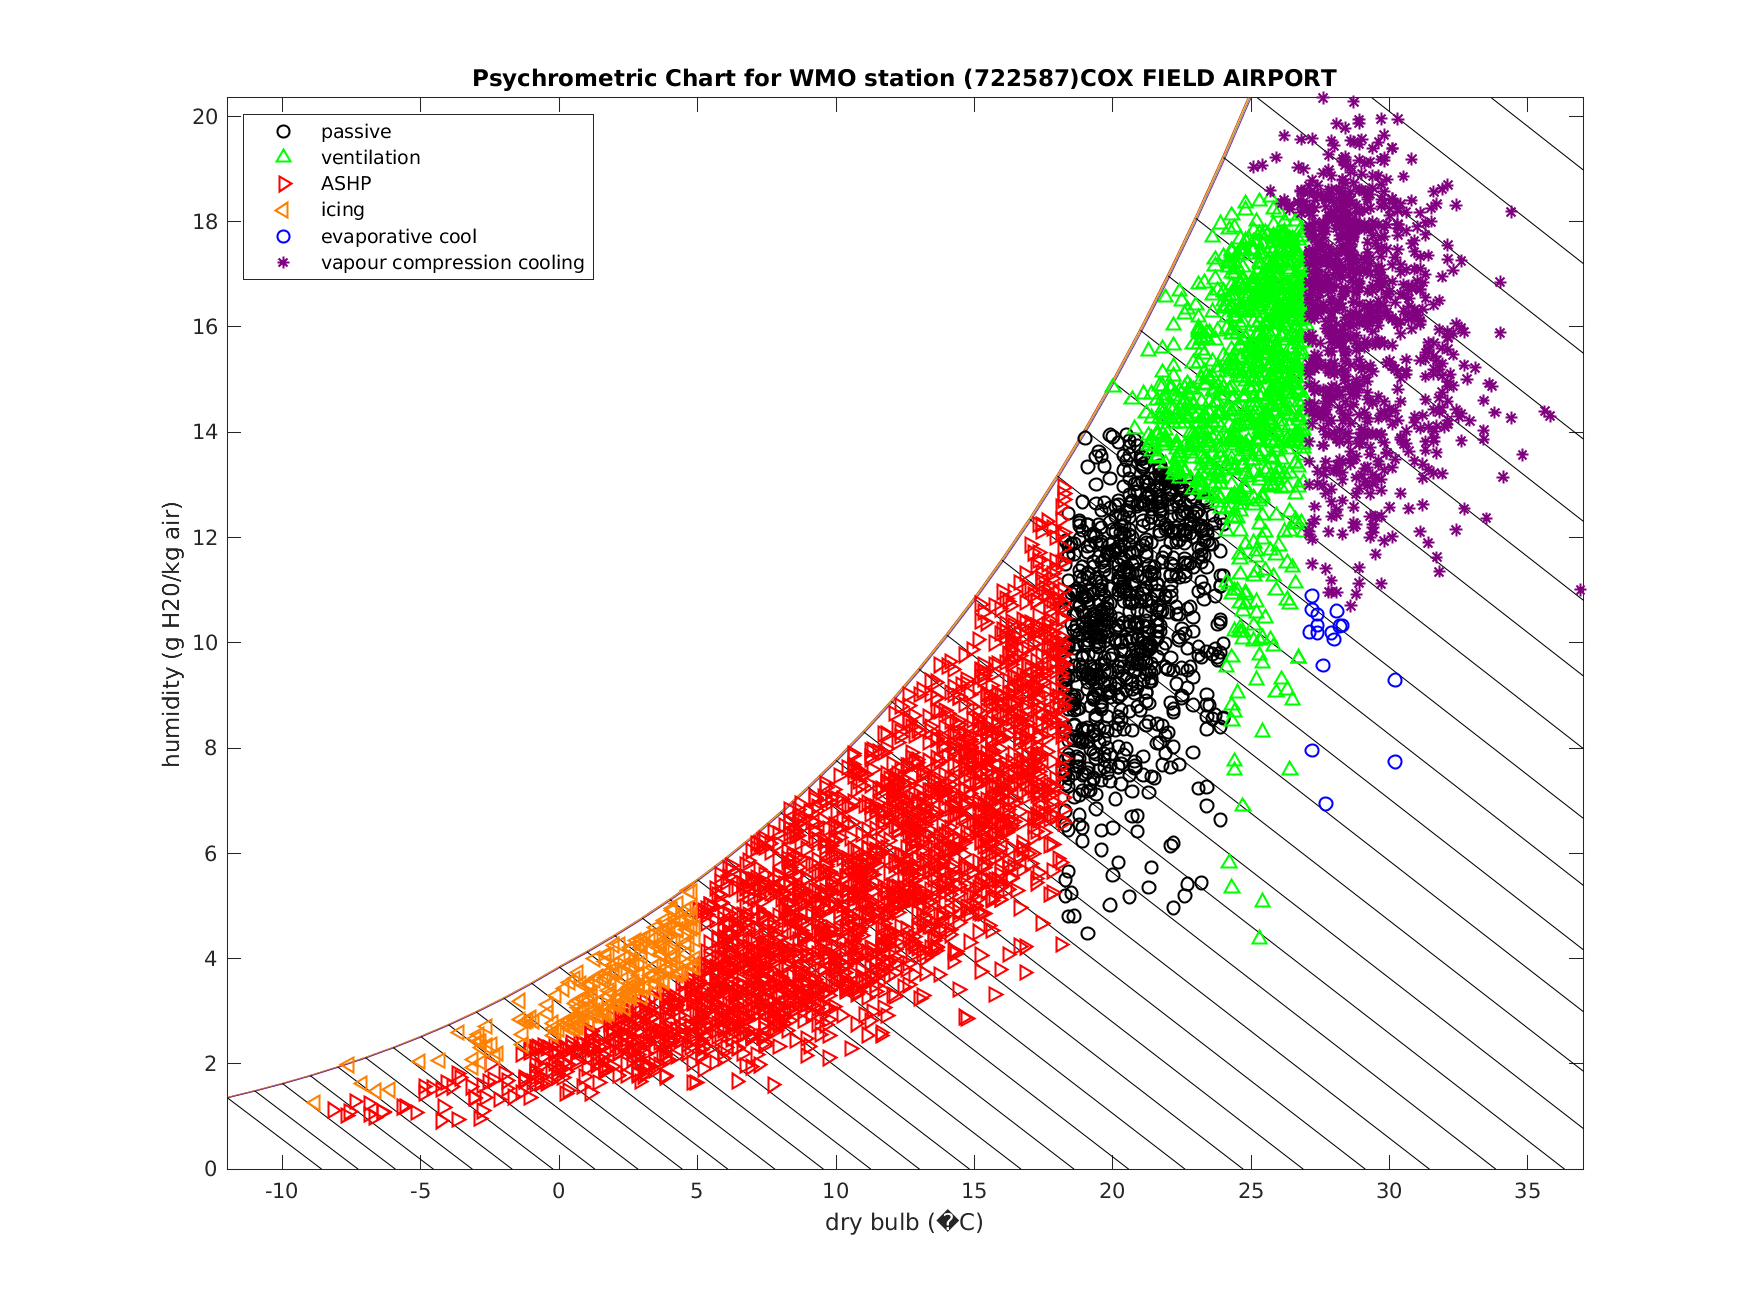 Psychrometric Chart for WMO station (722587)COX FIELD AIRPORT
passive
ventilation
ASHP
icing
evaporative cool
vapour compression cooling
humidity (g H20/kg air)
20
18
16
14
12
10
8
6
4
2
0
-10 -5 0 5 10 15 20 25 30 35
dry bulb (�C)